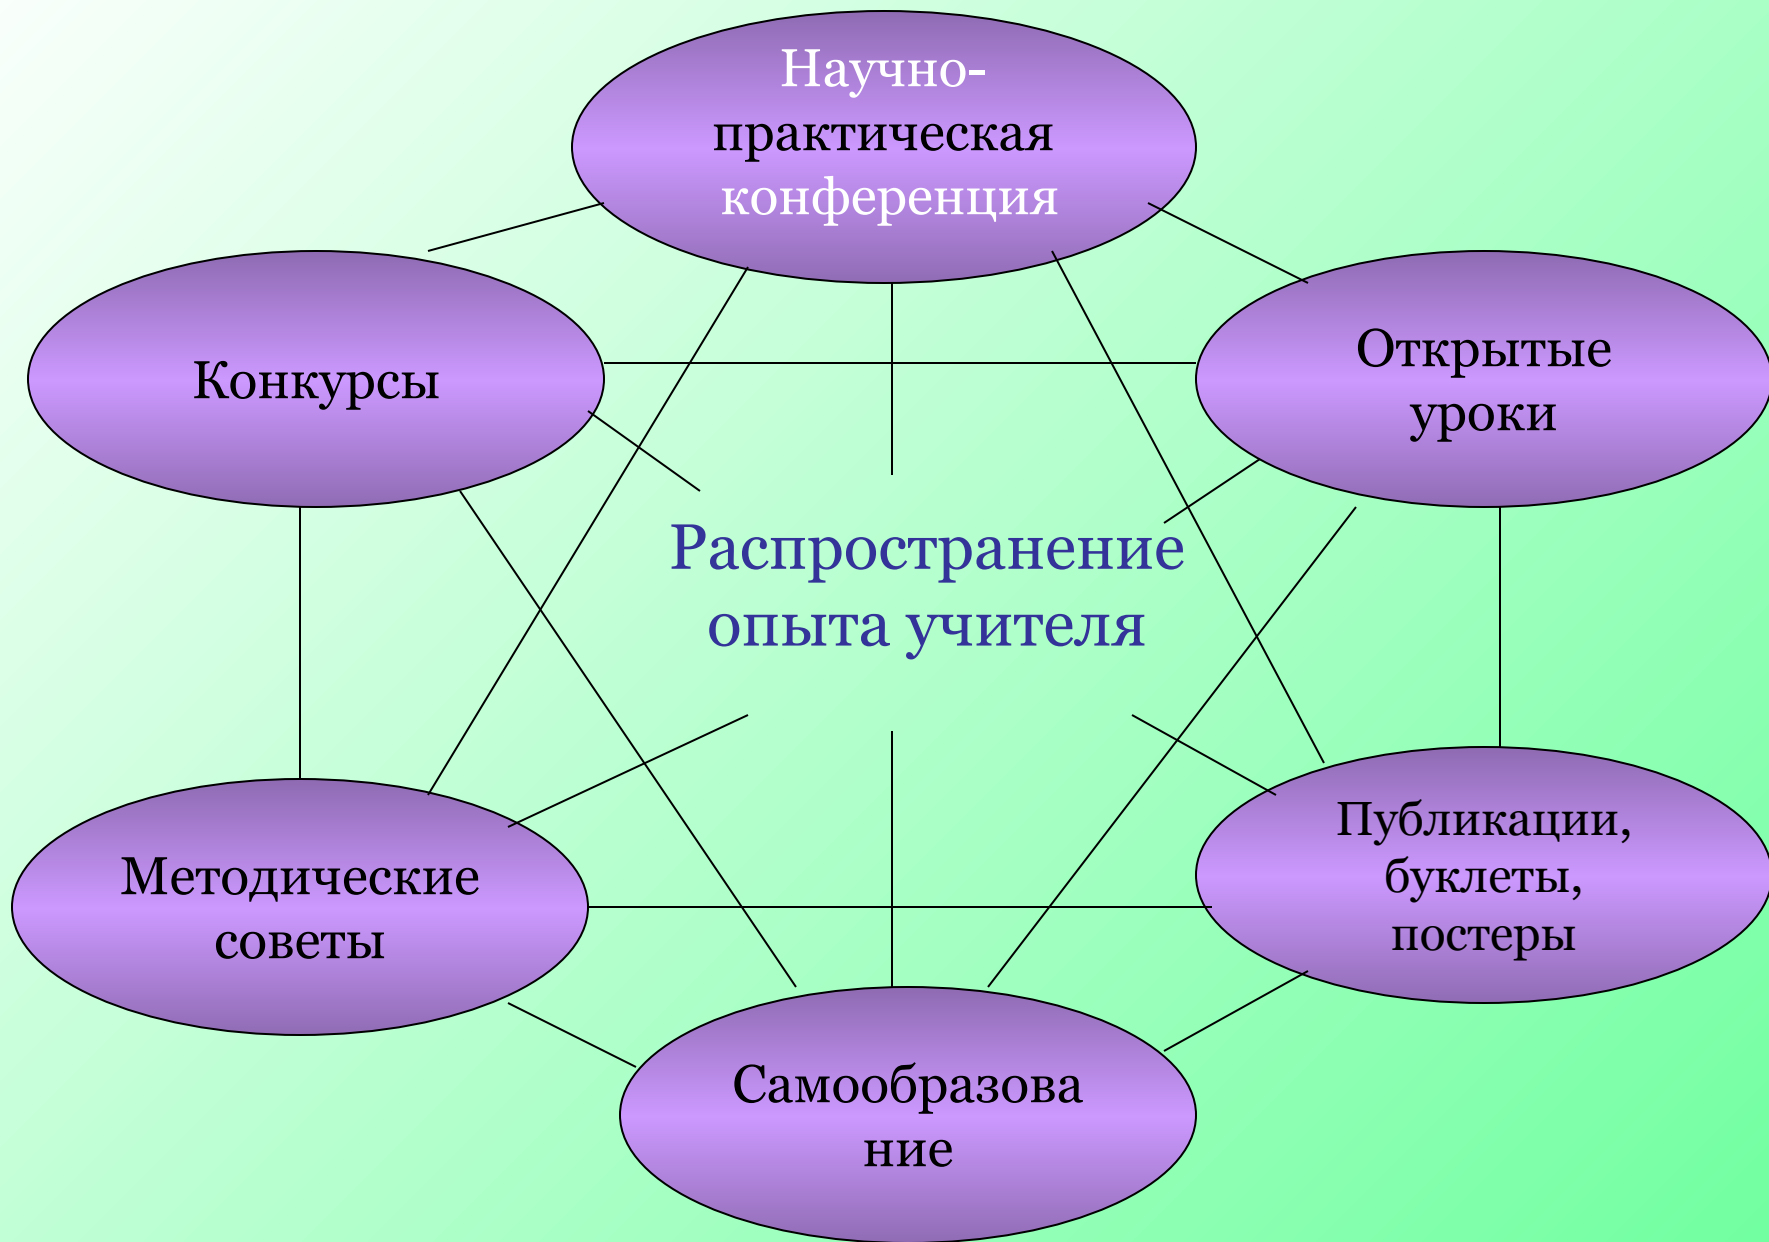 Научно-
практическая
конференция
Конкурсы
Открытые
уроки
Распространение
опыта учителя
Методические
советы
Публикации,
буклеты,
постеры
Самообразова
ние